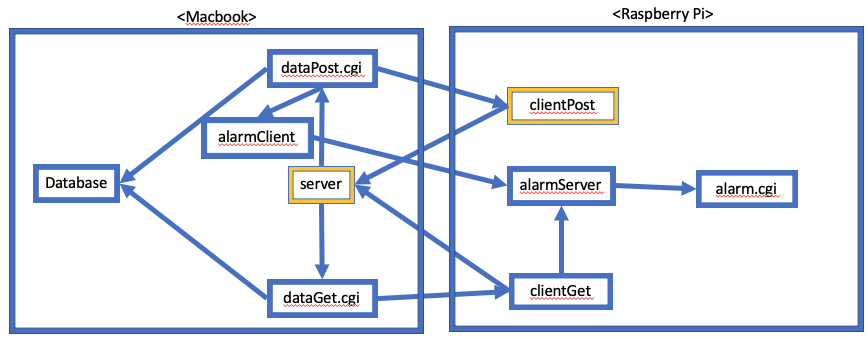 <Macbook>
<Raspberry Pi>
dataPost.cgi
clientPost
alarmClient
Database
server
alarmServer
alarm.cgi
dataGet.cgi
clientGet